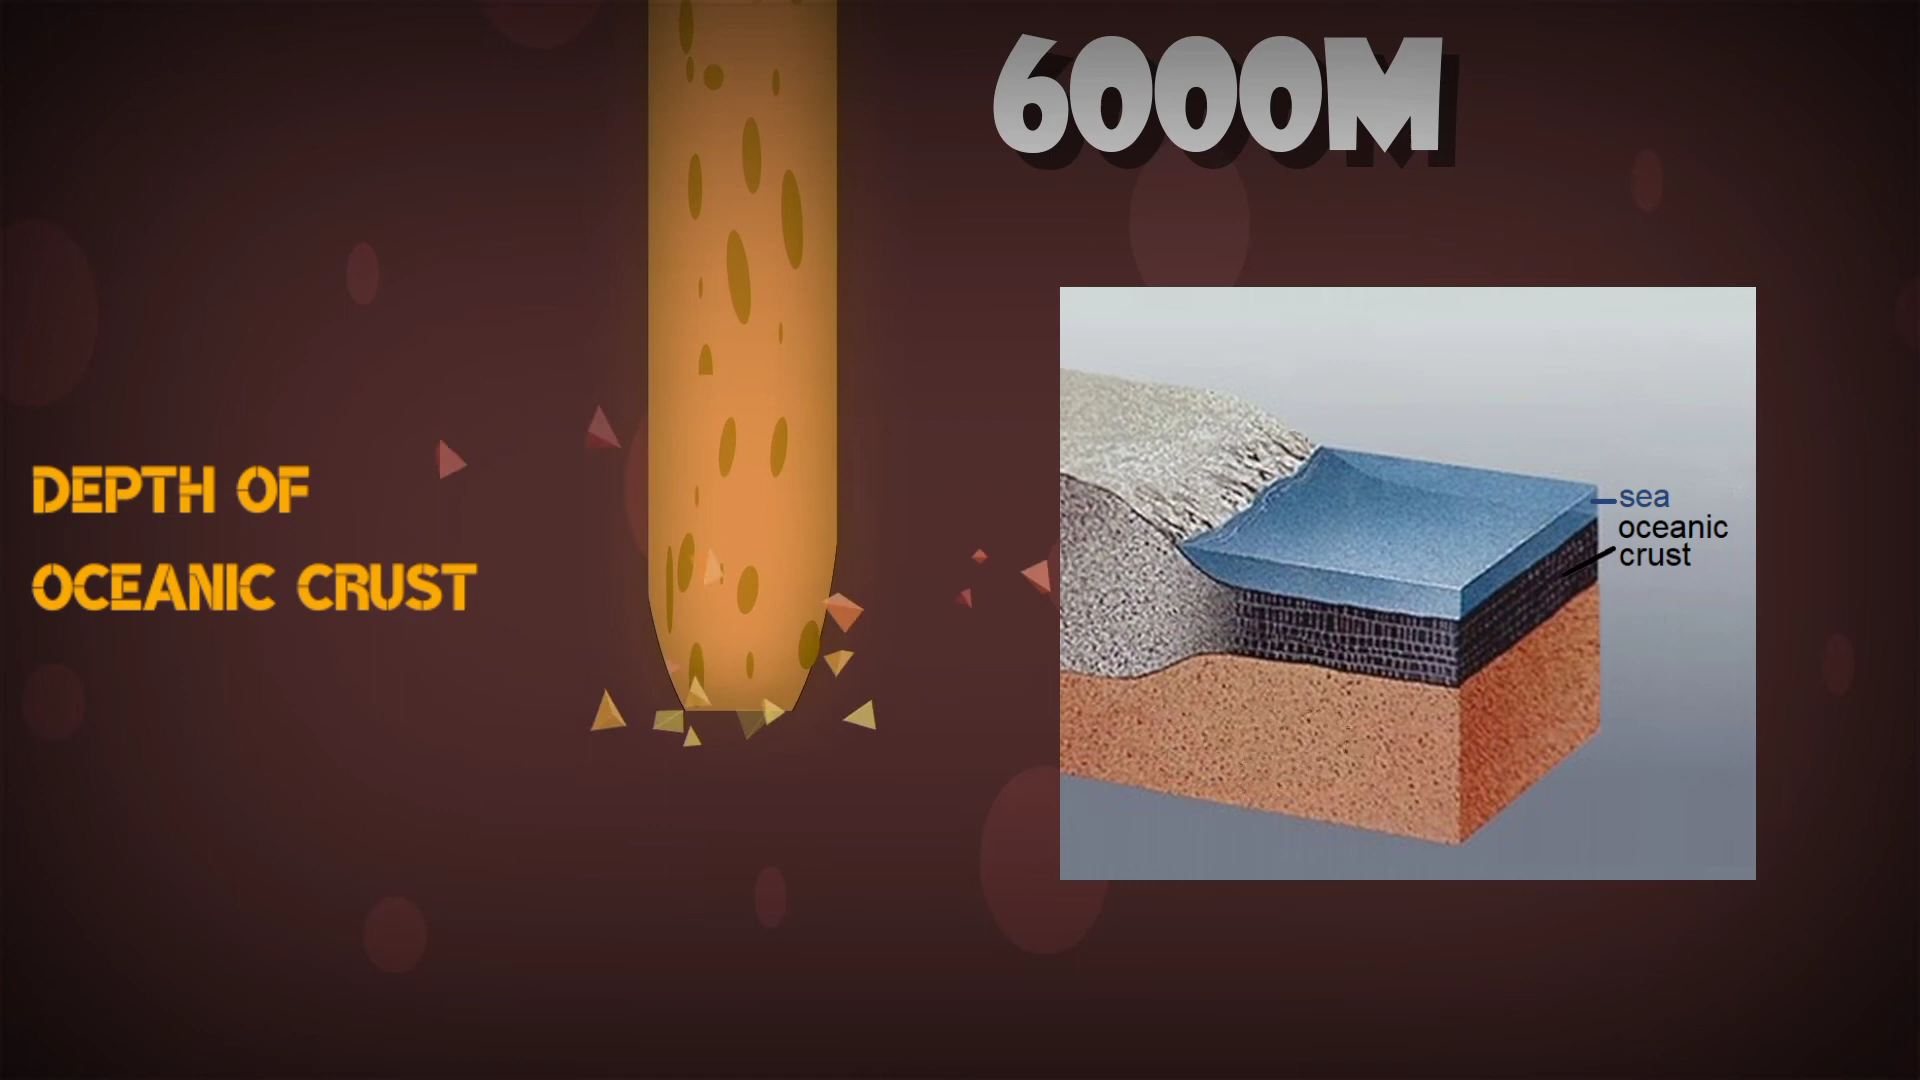 6000M
DEPTH OF
OCEANIC CRUST
sea
oceanic
crust